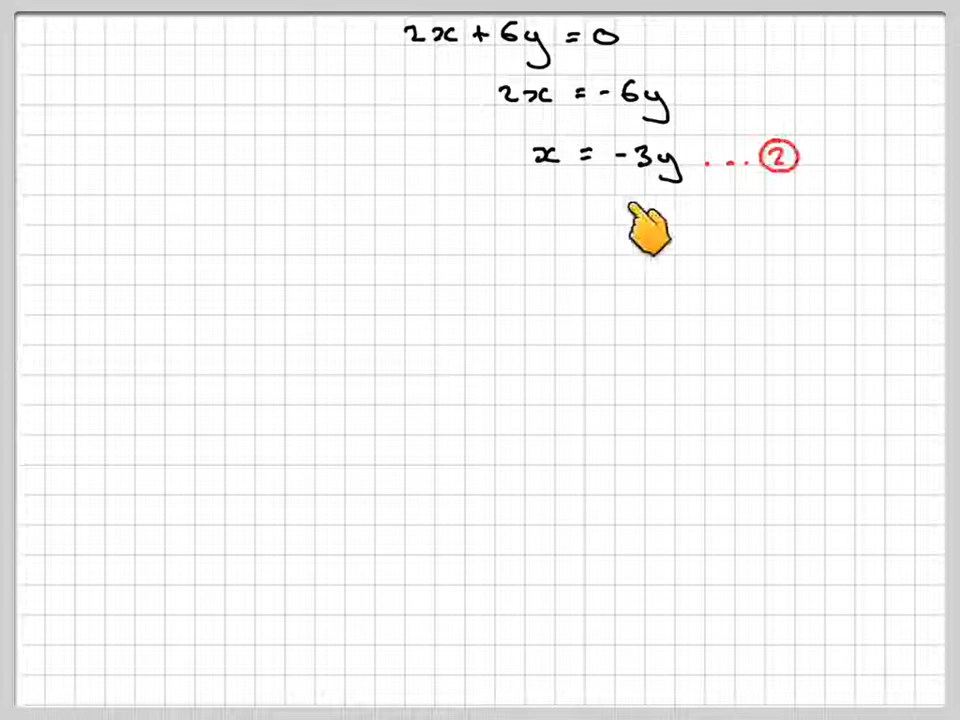 2x + 6y = 0
2x = -6y
x = -3y ... ②